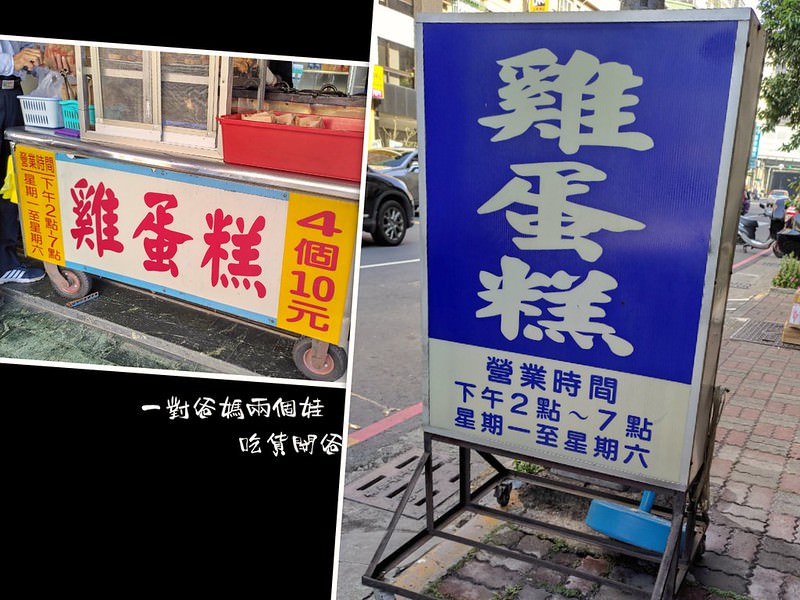 營業時間
下午2點~7點
星期一至星期六
雞蛋糕
4個10元
一對爸媽兩個娃
吃貨開爸
雞蛋糕
營業時間
下午2點~7點
星期一至星期六